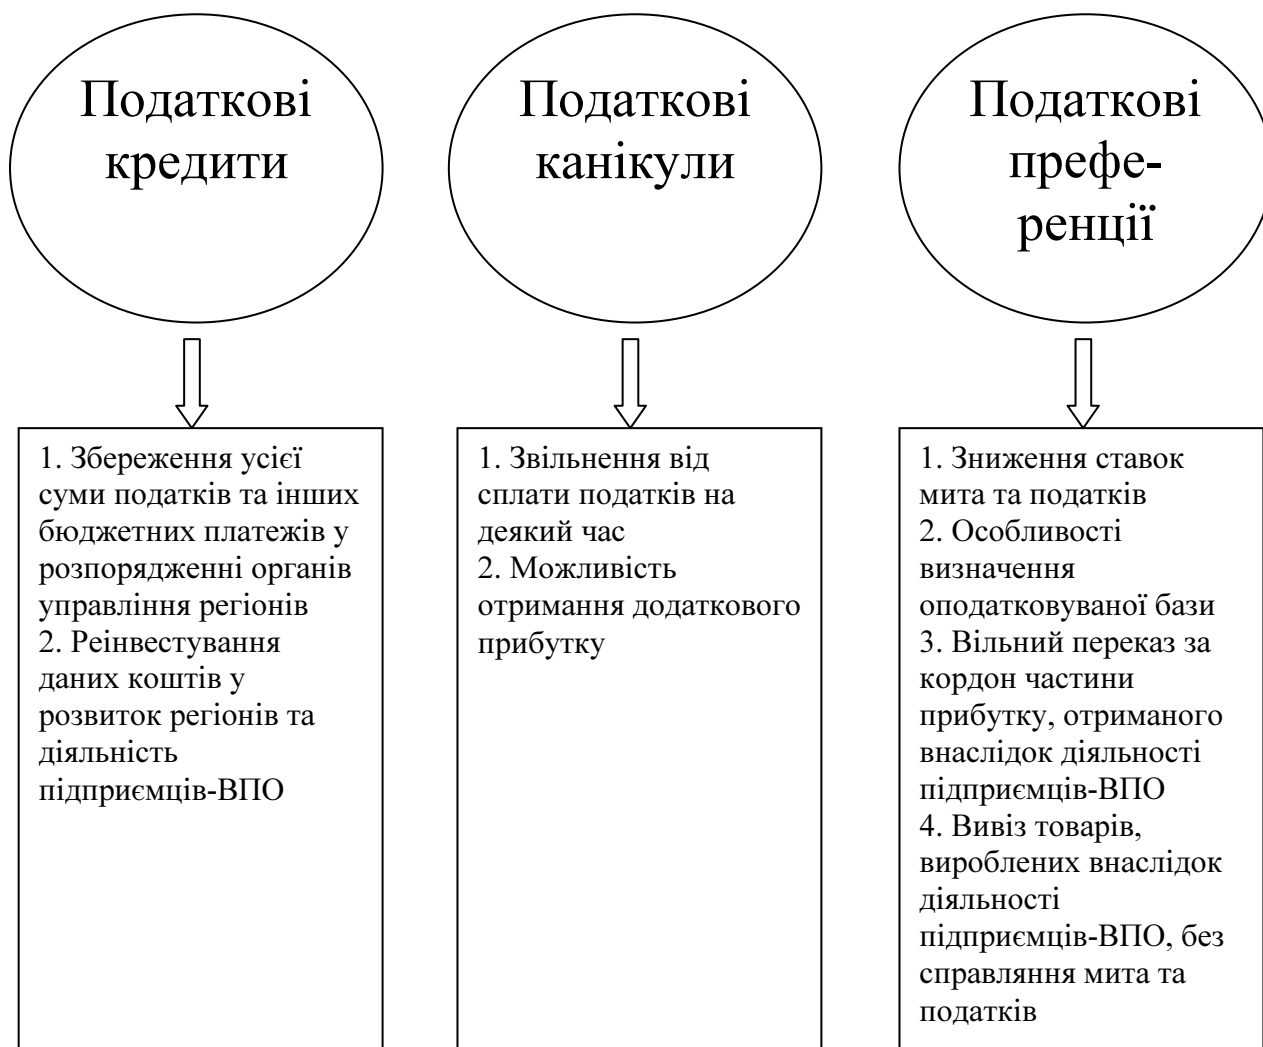 Податкові
кредити
Податкові
канікули
Податкові
префе-
ренції
1. Збереження усієї
суми податків та інших
бюджетних платежів у
розпорядженні органів
управління регіонів
2. Реінвестування
даних коштів у
розвиток регіонів та
діяльність
підприємців-ВПО
1. Звільнення від
сплати податків на
деякий час
2. Можливість
отримання додаткового
прибутку
1. Зниження ставок
мита та податків
2. Особливості
визначення
оподатковуваної бази
3. Вільний переказ за
кордон частини
прибутку, отриманого
внаслідок діяльності
підприємців-ВПО
4. Вивіз товарів,
вироблених внаслідок
діяльності
підприємців-ВПО, без
справляння мита та
податків